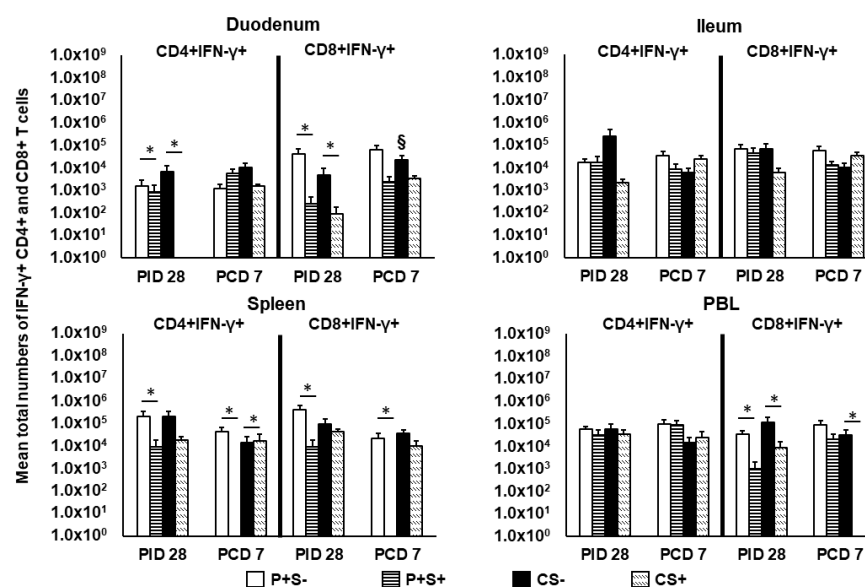 Mean total numbers of IFN-γ+ CD4+ and CD8+ T cells
Duodenum
CD4+IFN-γ+ CD8+IFN-γ+
1.0x10⁹
1.0x10⁸
1.0x10⁷
1.0x10⁶
1.0x10⁵
1.0x10⁴
1.0x10³
1.0x10²
1.0x10¹
1.0x10⁰
* * * * §
PID 28 PCD 7 PID 28 PCD 7
Ileum
CD4+IFN-γ+ CD8+IFN-γ+
1.0x10⁹
1.0x10⁸
1.0x10⁷
1.0x10⁶
1.0x10⁵
1.0x10⁴
1.0x10³
1.0x10²
1.0x10¹
1.0x10⁰
PID 28 PCD 7 PID 28 PCD 7
Spleen
CD4+IFN-γ+ CD8+IFN-γ+
1.0x10⁹
1.0x10⁸
1.0x10⁷
1.0x10⁶
1.0x10⁵
1.0x10⁴
1.0x10³
1.0x10²
1.0x10¹
1.0x10⁰
* * * * *
PID 28 PCD 7 PID 28 PCD 7
PBL
CD4+IFN-γ+ CD8+IFN-γ+
1.0x10⁹
1.0x10⁸
1.0x10⁷
1.0x10⁶
1.0x10⁵
1.0x10⁴
1.0x10³
1.0x10²
1.0x10¹
1.0x10⁰
* * *
PID 28 PCD 7 PID 28 PCD 7
P+S- P+S+ CS- CS+